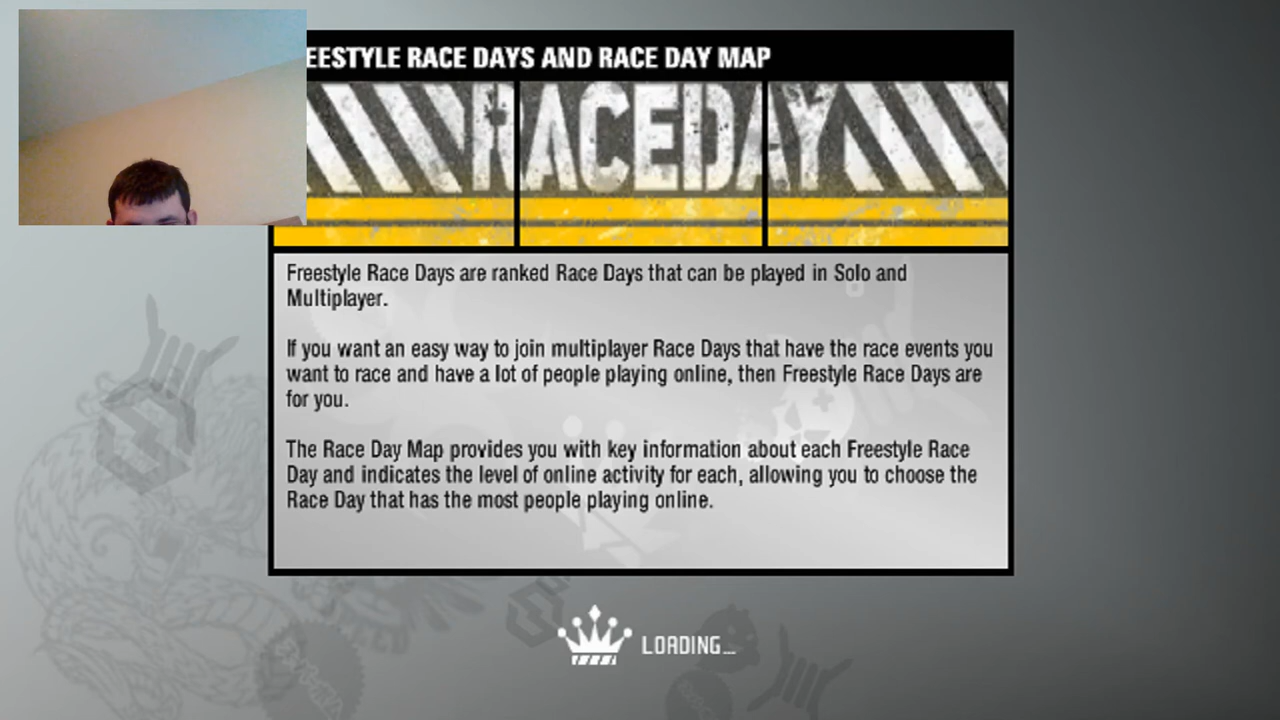 EESTYLE RACE DAYS AND RACE DAY MAP
RACEDAY
Freestyle Race Days are ranked Race Days that can be played in Solo and
Multiplayer.
If you want an easy way to join multiplayer Race Days that have the race events you
want to race and have a lot of people playing online, then Freestyle Race Days are
for you.
The Race Day Map provides you with key information about each Freestyle Race
Day and indicates the level of online activity for each, allowing you to choose the
Race Day that has the most people playing online.
LOADING...